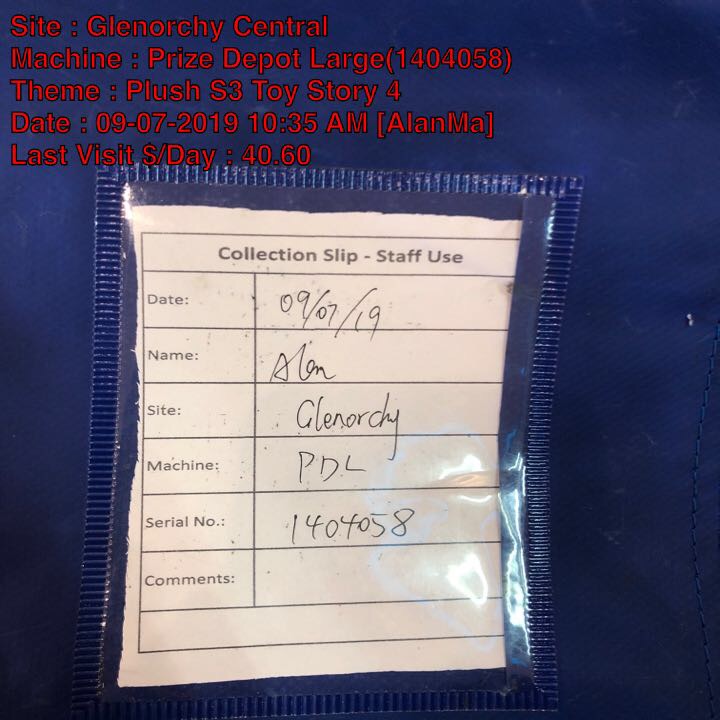 Site : Glenorchy Central
Machine : Prize Depot Large(1404058)
Theme : Plush S3 Toy Story 4
Date : 09-07-2019 10:35 AM [AlanMa]
Last Visit $/Day : 40.60
Collection Slip - Staff Use
Date: 09/07/19
Name: Alan
Site: Glenorchy
Machine: PDL
Serial No.: 1404058
Comments: